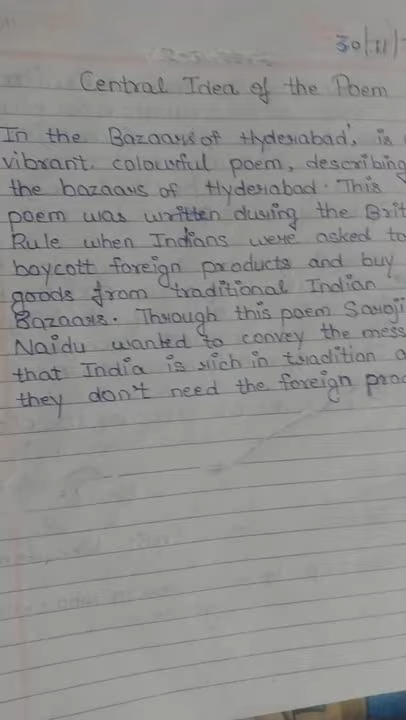 30/11/
Central Idea of the Poem
In the Bazaars of Hyderabad', is
vibrant colourful poem, describing
the bazaars of Hyderabad. This
poem was written during the Brit
Rule when Indians were asked to
boycott foreign products and buy
goods from traditional Indian
Bazaars. Through this poem Saroji
Naidu wanted to convey the mess
that India is rich in tradition a
they don't need the foreign prod